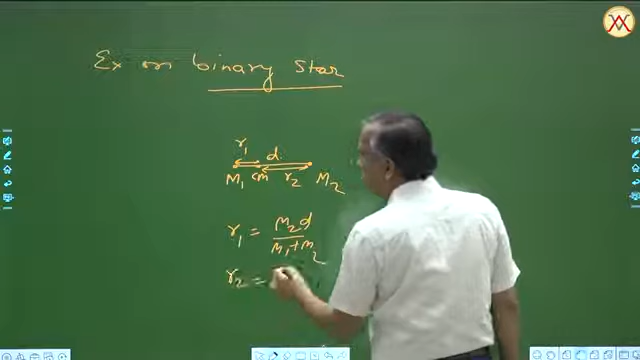 Ex on binary star
r₁ d
M₁ CM r₂ M₂
r₁ = M₂d / M₁+M₂
r₂ =